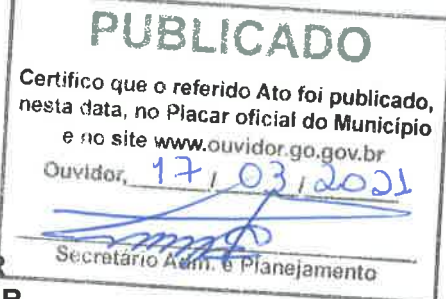 PUBLICADO
Certifico que o referido Ato foi publicado,
nesta data, no Placar oficial do Município
e no site www.ouvidor.go.gov.br
Ouvidor, 17 / 03 / 2021
Secretário Adm. e Planejamento
R